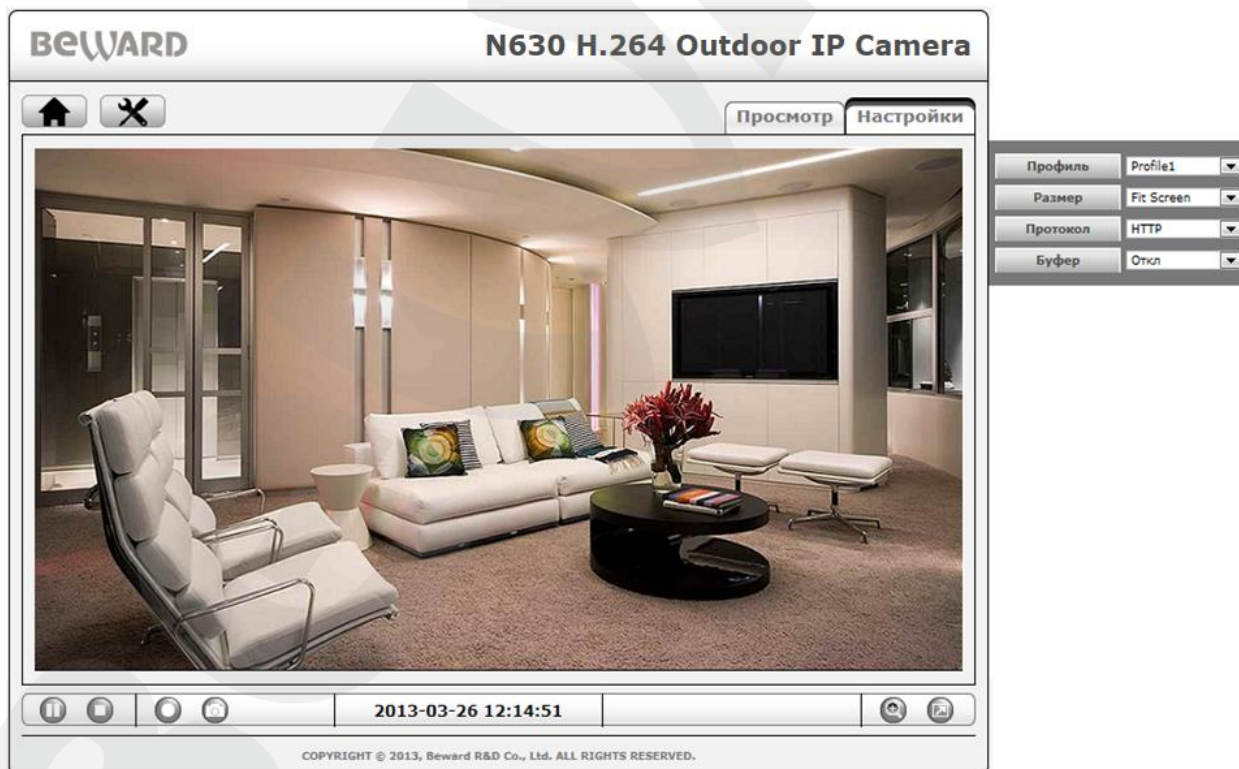 BEWARD
N630 H.264 Outdoor IP Camera
Просмотр
Настройки
Профиль Profile1
Размер Fit Screen
Протокол HTTP
Буфер Откл
2013-03-26 12:14:51
COPYRIGHT © 2013, Beward R&D Co., Ltd. ALL RIGHTS RESERVED.